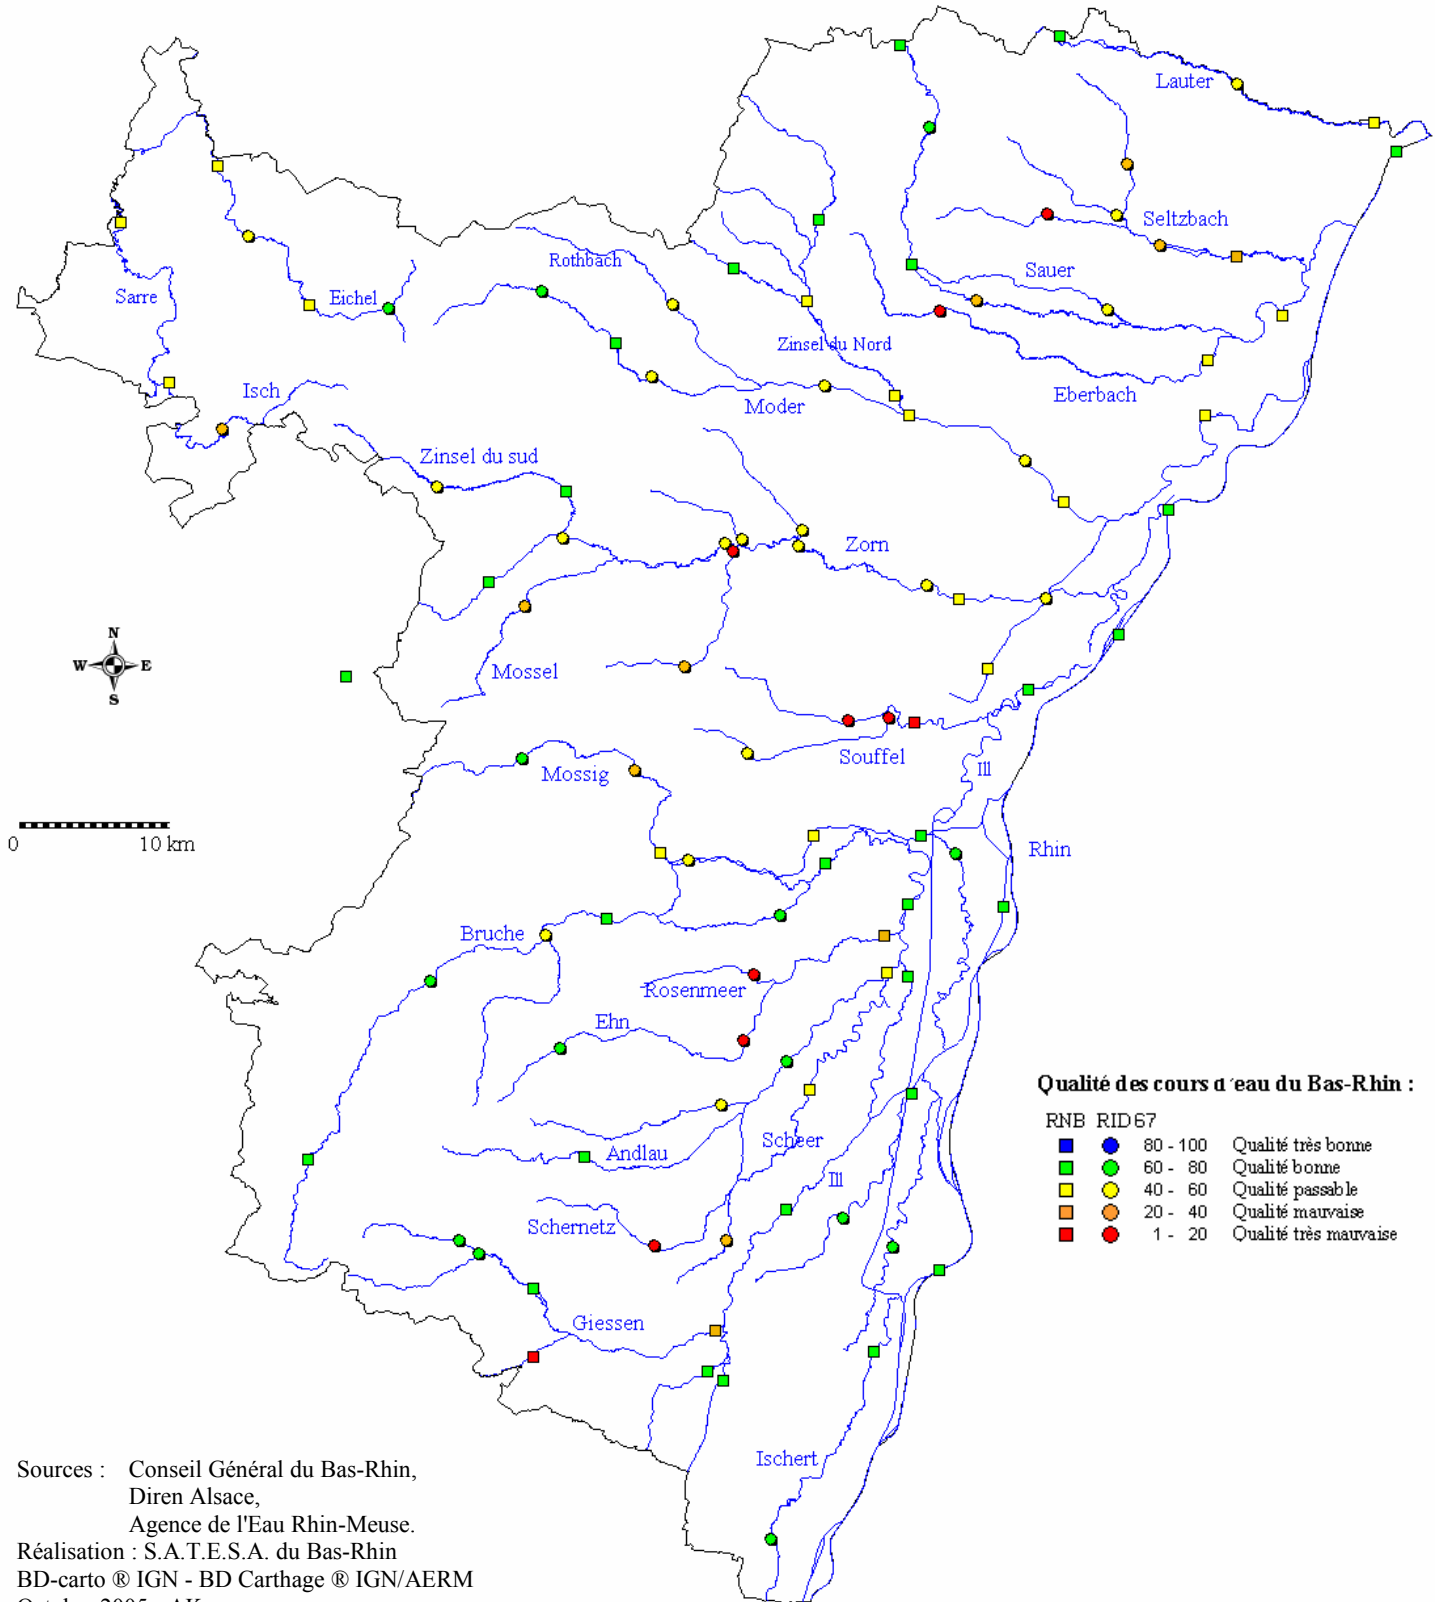 Lauter
Seltzbach
Sauer
Rothbach
Sarre
Eichel
Zinsel du Nord
Isch
Moder
Eberbach
Zinsel du sud
Zorn
N
W E
S
Mossel
Souffel
Ill
Mossig
0 10 km
Rhin
Bruche
Rosenmeer
Ehn
Scheer
Andlau
Ill
Schernetz
Giessen
Ischert
Qualité des cours d'eau du Bas-Rhin :
RNB RID67
80 - 100 Qualité très bonne
60 - 80 Qualité bonne
40 - 60 Qualité passable
20 - 40 Qualité mauvaise
1 - 20 Qualité très mauvaise
Sources : Conseil Général du Bas-Rhin,
Diren Alsace,
Agence de l'Eau Rhin-Meuse.
Réalisation : S.A.T.E.S.A. du Bas-Rhin
BD-carto ® IGN - BD Carthage ® IGN/AERM
Octobre 2005 - AK